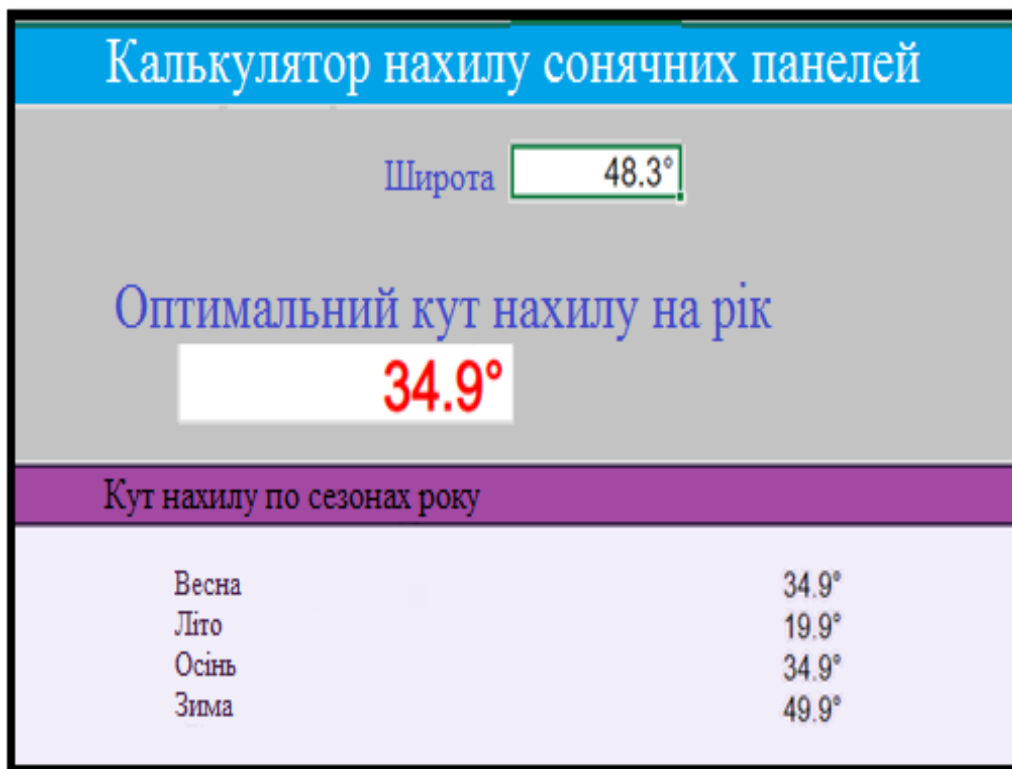 Калькулятор нахилу сонячних панелей
Широта 48.3°
Оптимальний кут нахилу на рік
34.9°
Кут нахилу по сезонах року
Весна 34.9°
Літо 19.9°
Осінь 34.9°
Зима 49.9°